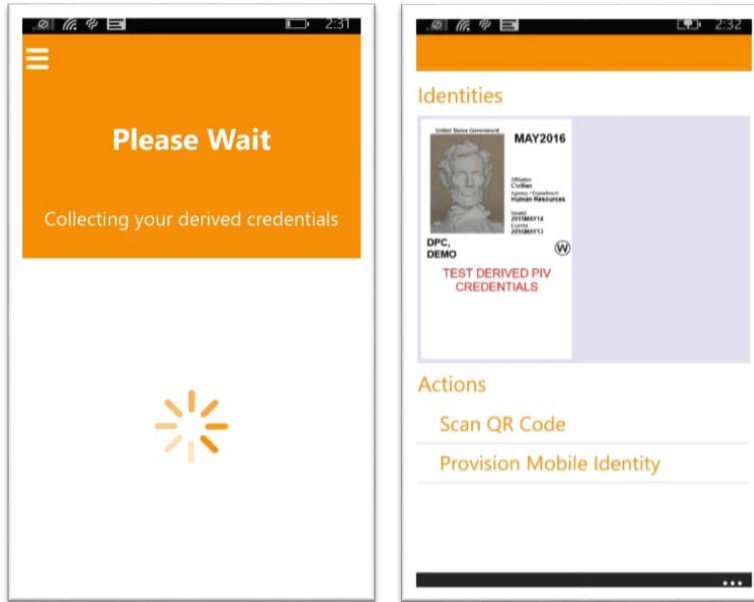 2:31
Please Wait
Collecting your derived credentials
2:32
Identities
United States Government
MAY2016
Affiliation
Civilian
Agency / Department
Human Resources
Issued
2015MAY14
Expires
2016MAY13
DPC,
DEMO
W
TEST DERIVED PIV
CREDENTIALS
Actions
Scan QR Code
Provision Mobile Identity